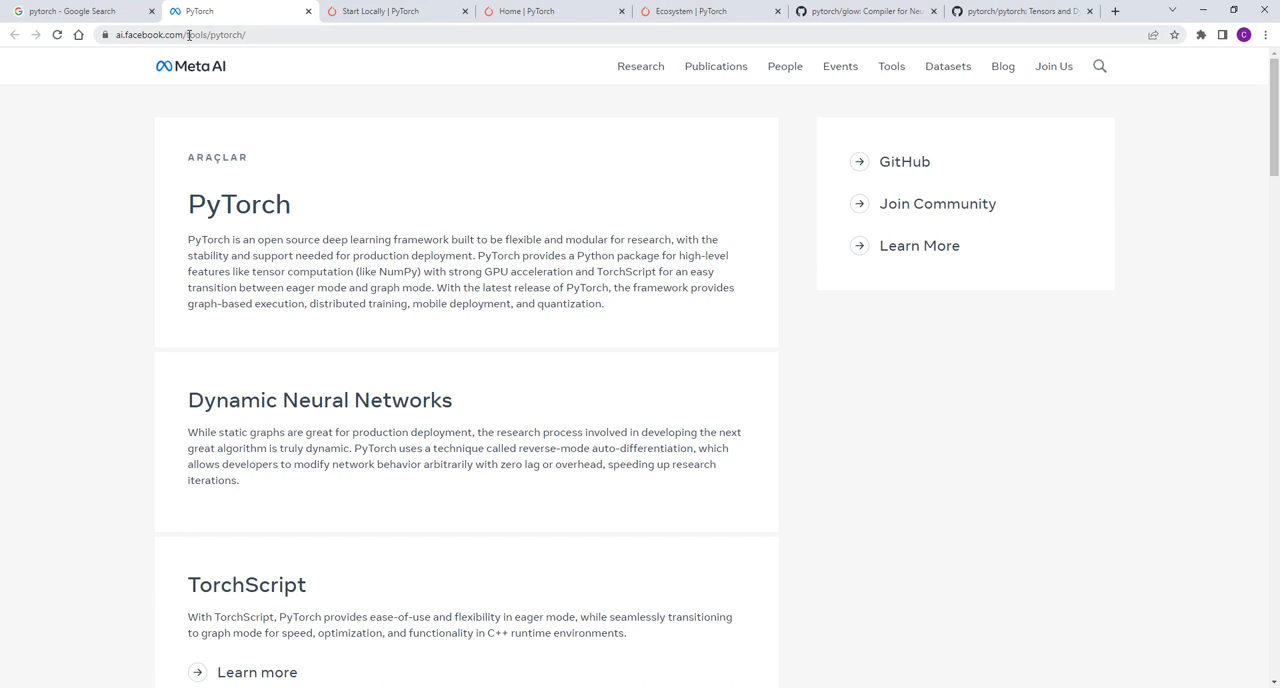 pytorch - Google Search
PyTorch
Start Locally | PyTorch
Home | PyTorch
Ecosystem | PyTorch
pytorch/glow: Compiler for Neu
pytorch/pytorch: Tensors and Dy
ai.facebook.com/tools/pytorch/
C
Meta AI
Research
Publications
People
Events
Tools
Datasets
Blog
Join Us
ARAÇLAR
PyTorch
PyTorch is an open source deep learning framework built to be flexible and modular for research, with the
stability and support needed for production deployment. PyTorch provides a Python package for high-level
features like tensor computation (like NumPy) with strong GPU acceleration and TorchScript for an easy
transition between eager mode and graph mode. With the latest release of PyTorch, the framework provides
graph-based execution, distributed training, mobile deployment, and quantization.
GitHub
Join Community
Learn More
Dynamic Neural Networks
While static graphs are great for production deployment, the research process involved in developing the next
great algorithm is truly dynamic. PyTorch uses a technique called reverse-mode auto-differentiation, which
allows developers to modify network behavior arbitrarily with zero lag or overhead, speeding up research
iterations.
TorchScript
With TorchScript, PyTorch provides ease-of-use and flexibility in eager mode, while seamlessly transitioning
to graph mode for speed, optimization, and functionality in C++ runtime environments.
Learn more